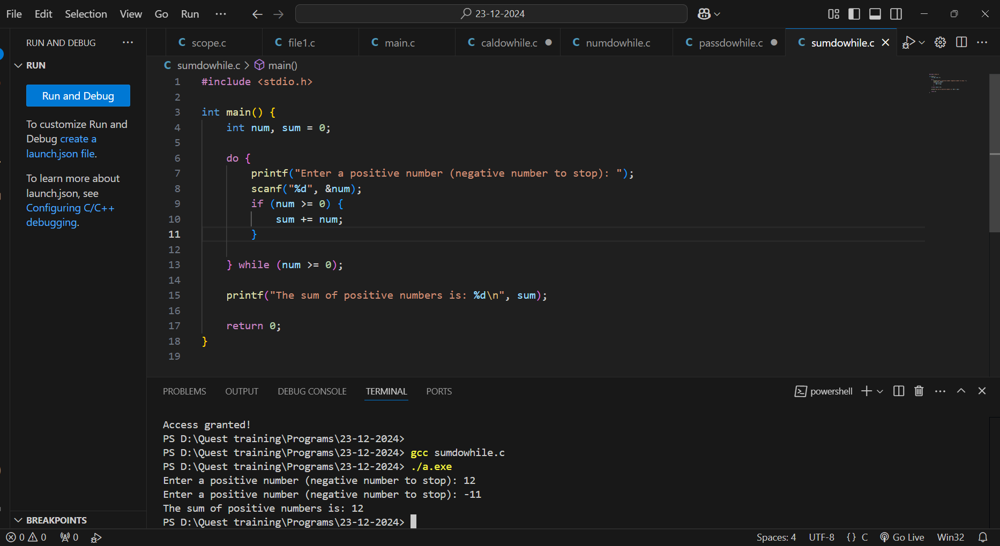 File Edit Selection View Go Run ··· 23-12-2024
RUN AND DEBUG ···
RUN
Run and Debug
To customize Run and
Debug create a
launch.json file.
To learn more about
launch.json, see
Configuring C/C++
debugging.
BREAKPOINTS
C scope.c C file1.c C main.c C caldowhile.c C numdowhile.c C passdowhile.c C sumdowhile.c
C sumdowhile.c > main()
1 #include <stdio.h>
2
3 int main() {
4     int num, sum = 0;
5
6     do {
7         printf("Enter a positive number (negative number to stop): ");
8         scanf("%d", &num);
9         if (num >= 0) {
10             sum += num;
11         }
12
13     } while (num >= 0);
14
15     printf("The sum of positive numbers is: %d\n", sum);
16
17     return 0;
18 }
19
PROBLEMS OUTPUT DEBUG CONSOLE TERMINAL PORTS powershell
Access granted!
PS D:\Quest training\Programs\23-12-2024>
PS D:\Quest training\Programs\23-12-2024> gcc sumdowhile.c
PS D:\Quest training\Programs\23-12-2024> ./a.exe
Enter a positive number (negative number to stop): 12
Enter a positive number (negative number to stop): -11
The sum of positive numbers is: 12
PS D:\Quest training\Programs\23-12-2024>
0 0 0 Spaces: 4 UTF-8 {} C Go Live Win32